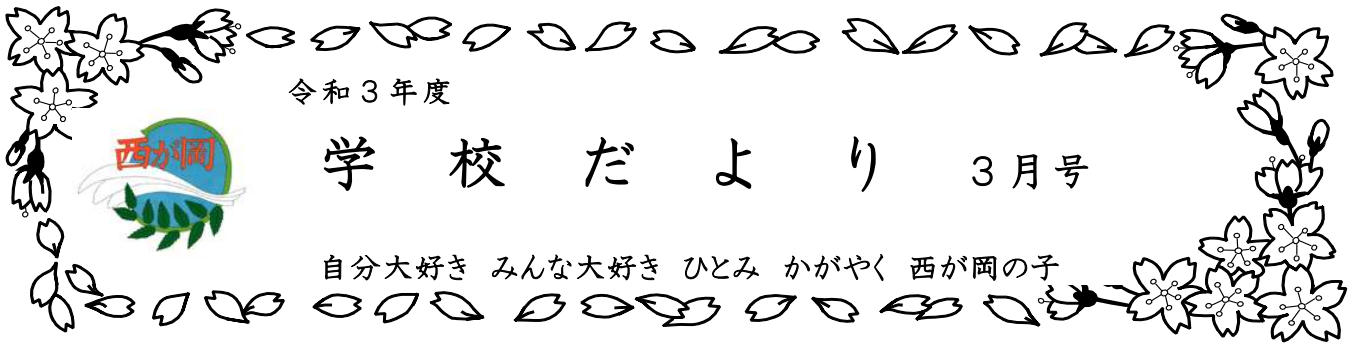 令和3年度
西が岡
学校だより 3月号
自分大好き みんな大好き ひとみ かがやく 西が岡の子